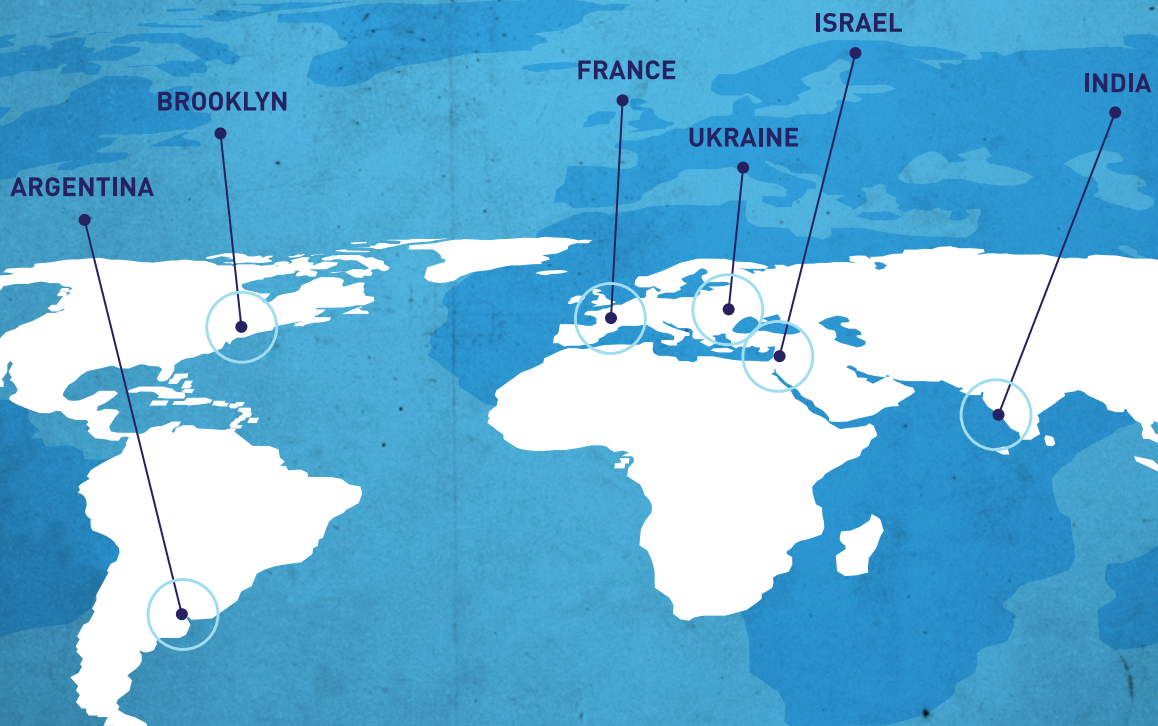 ISRAEL
FRANCE
INDIA
BROOKLYN
UKRAINE
ARGENTINA